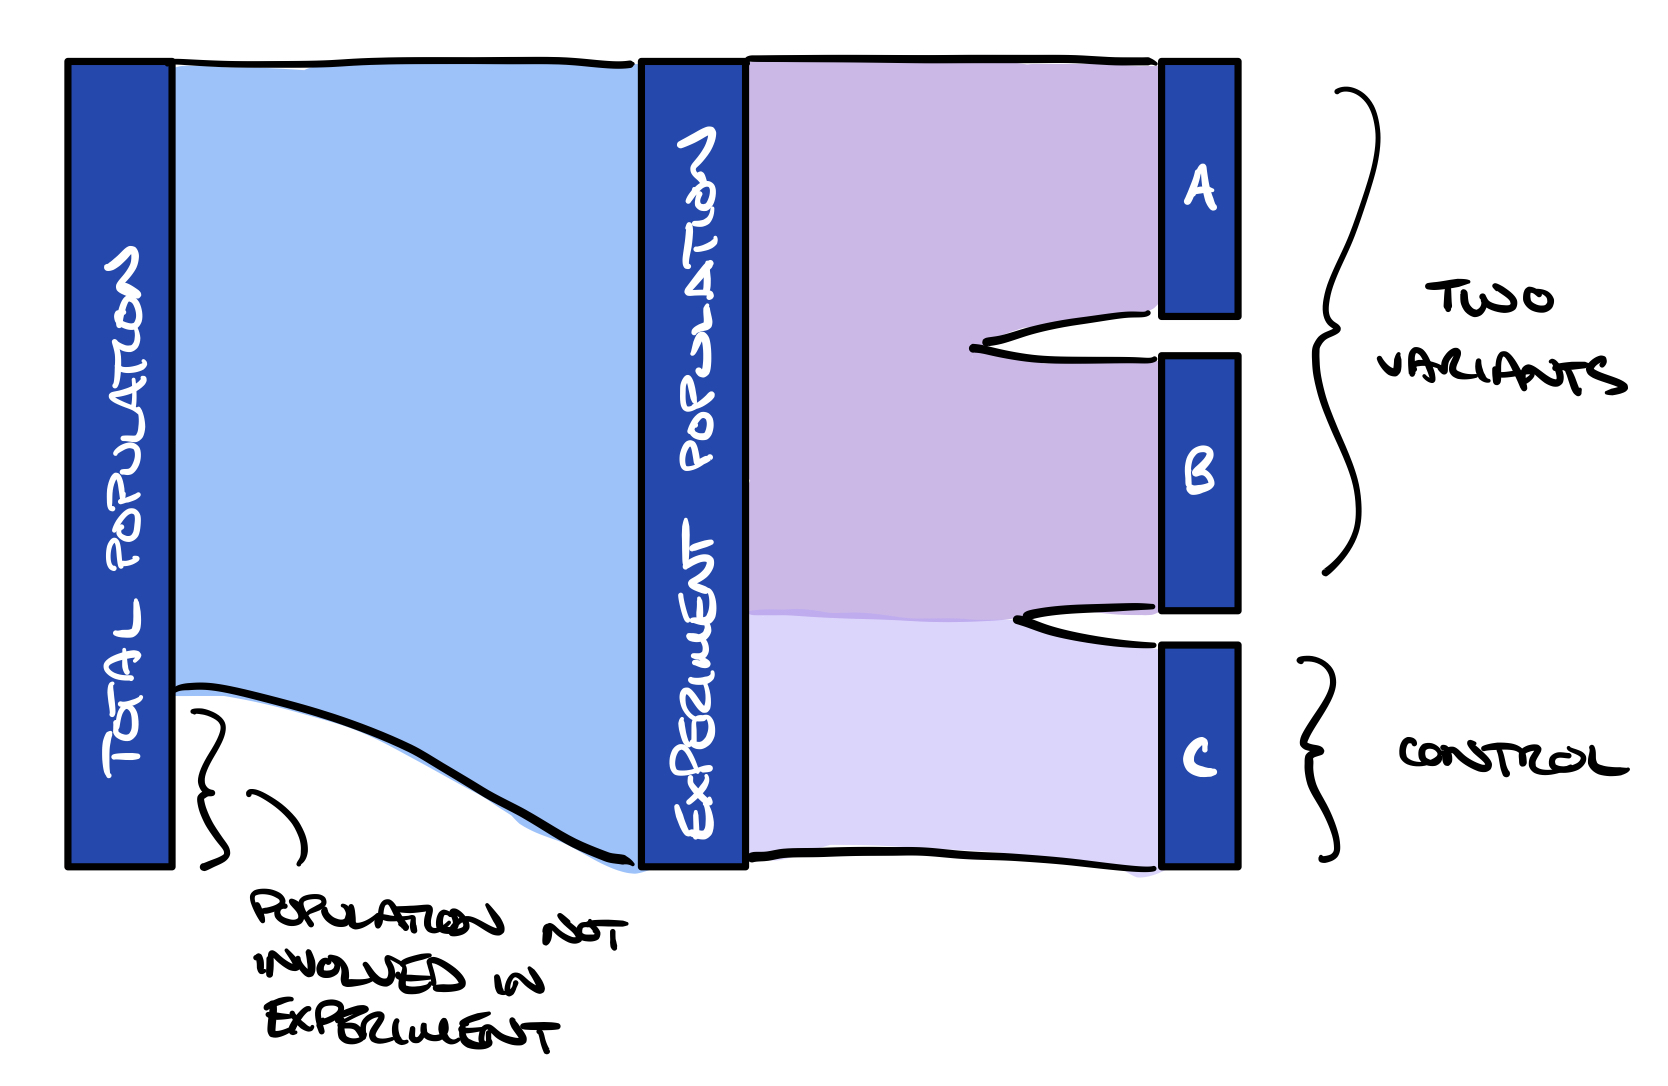 TOTAL POPULATION
EXPERIMENT POPULATION
A
B
C
TWO
VARIANTS
CONTROL
POPULATION NOT
INVOLVED IN
EXPERIMENT